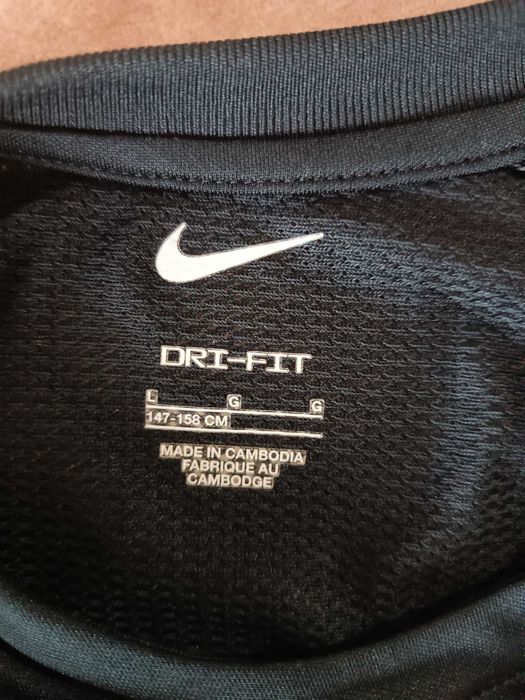 DRI-FIT
L G G
147-158 CM
MADE IN CAMBODIA
FABRIQUE AU
CAMBODGE